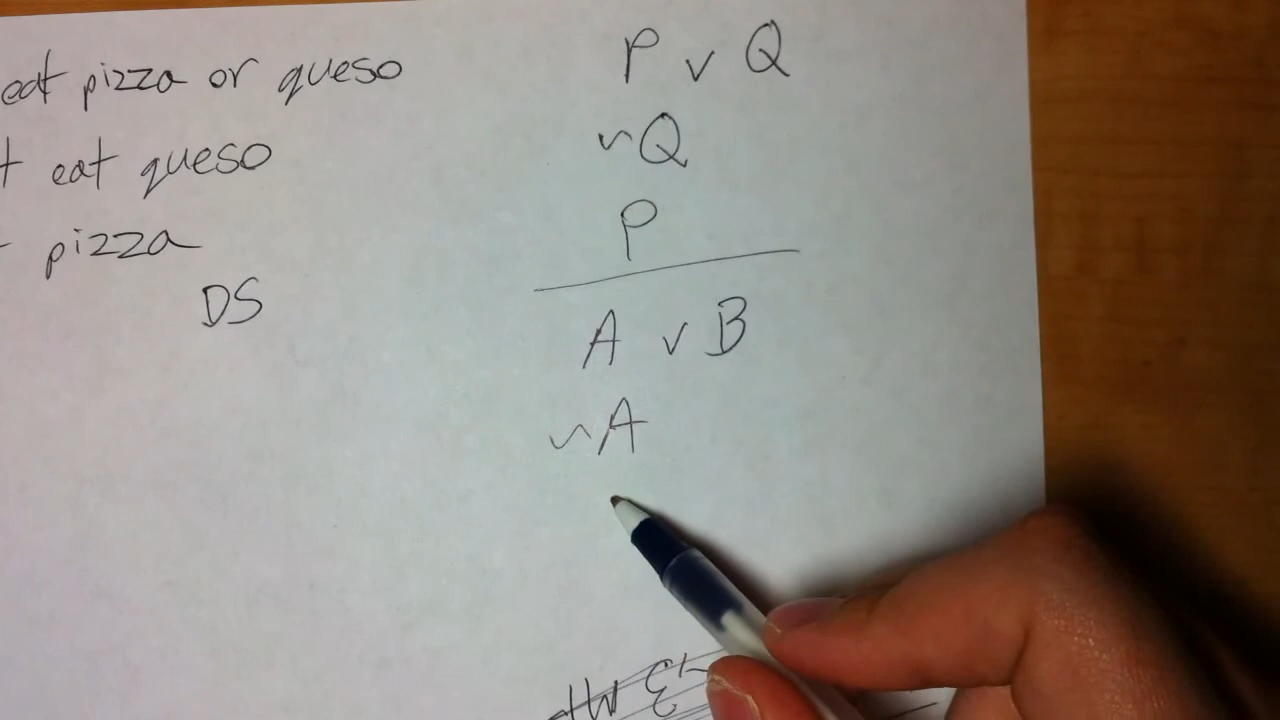 eat pizza or queso
eat queso
pizza
DS
P v Q
~Q
P
A v B
~A